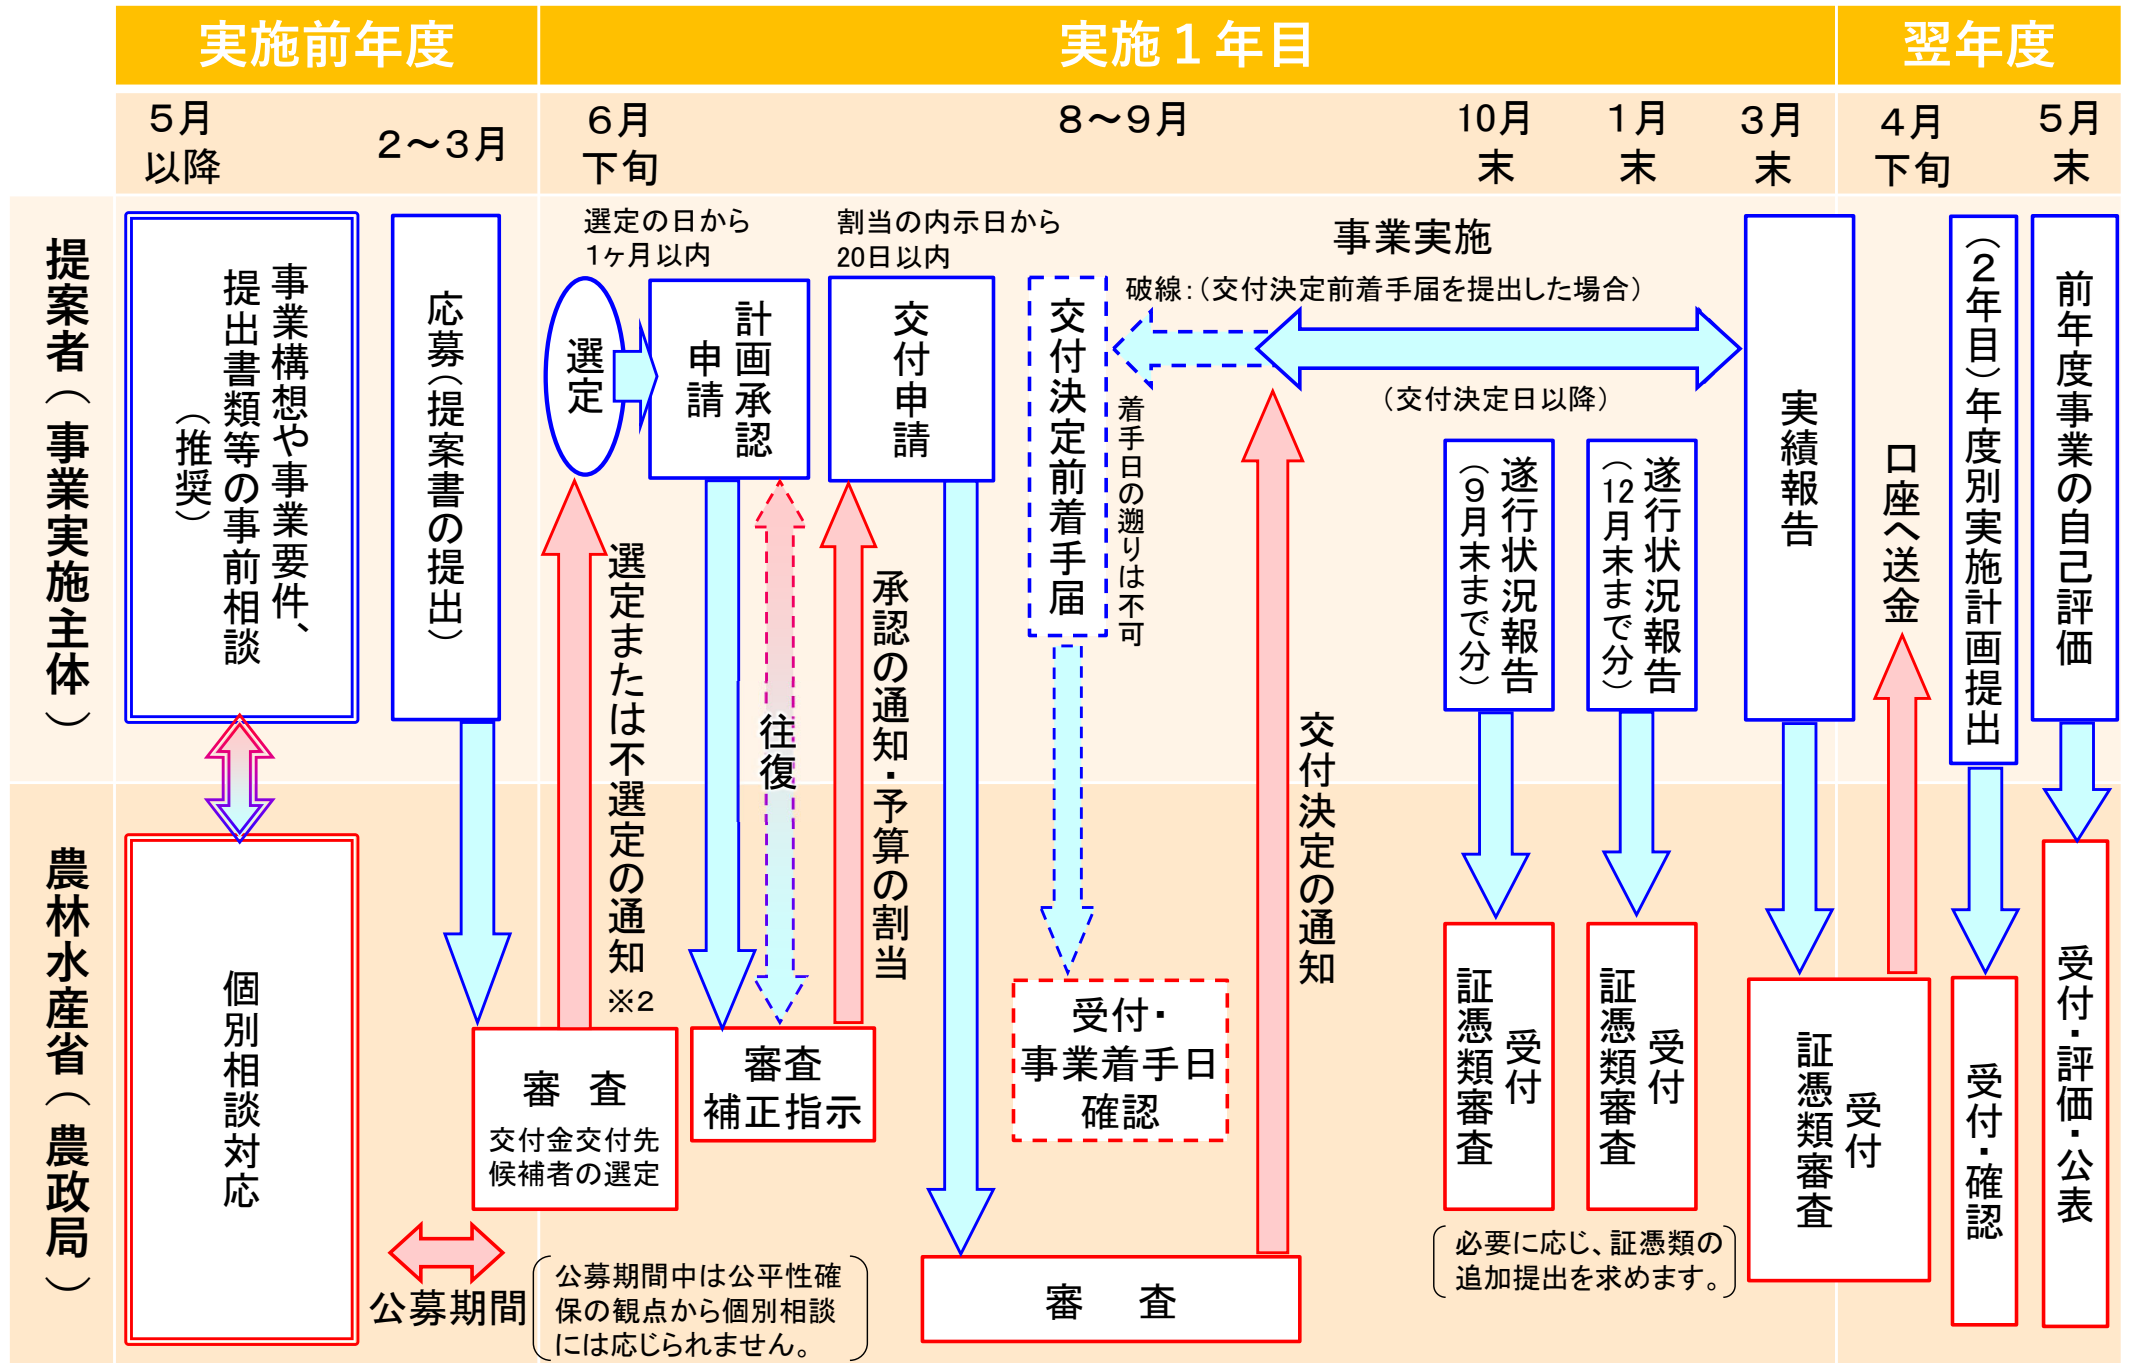 実施前年度
実施１年目
翌年度
５月
以降
２～３月
６月
下旬
８～９月
10月
末
１月
末
３月
末
４月
下旬
５月
末
提案者（事業実施主体）
事業構想や事業要件、
提出書類等の事前相談
（推奨）
応募（提案書の提出）
選定の日から
１ヶ月以内
選定
計画承認
申請
割当の内示日から
20日以内
交付申請
交付決定前着手届
着手日の遡りは不可
事業実施
破線：（交付決定前着手届を提出した場合）
（交付決定日以降）
遂行状況報告
（９月末まで分）
遂行状況報告
（12月末まで分）
実績報告
口座へ送金
（２年目）年度別実施計画提出
前年度事業の自己評価
選定または不選定の通知
※2
往復
承認の通知・予算の割当
交付決定の通知
農林水産省（農政局）
個別相談対応
公募期間
公募期間中は公平性確
保の観点から個別相談
には応じられません。
審　査
交付金交付先
候補者の選定
審査
補正指示
受付・
事業着手日
確認
審　査
受付
証憑類審査
受付
証憑類審査
必要に応じ、証憑類の
追加提出を求めます。
受付
証憑類審査
受付・確認
受付・評価・公表